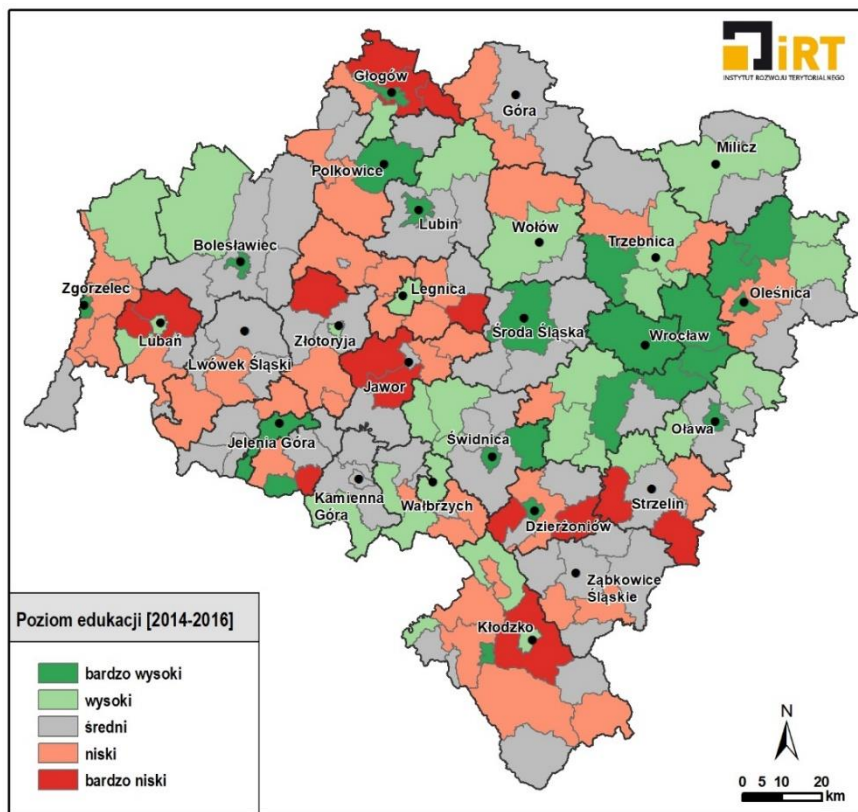 iRT
INSTYTUT ROZWOJU TERYTORIALNEGO
Głogów
Góra
Milicz
Polkowice
Lubin
Wołów
Trzebnica
Bolesławiec
Zgorzelec
Legnica
Oleśnica
Lubań
Złotoryja
Środa Śląska
Wrocław
Lwówek Śląski
Jawor
Jelenia Góra
Świdnica
Oława
Kamienna
Góra
Wałbrzych
Strzelin
Dzierżoniów
Ząbkowice
Śląskie
Kłodzko
Poziom edukacji [2014-2016]
bardzo wysoki
wysoki
średni
niski
bardzo niski
N
0 5 10 20
km